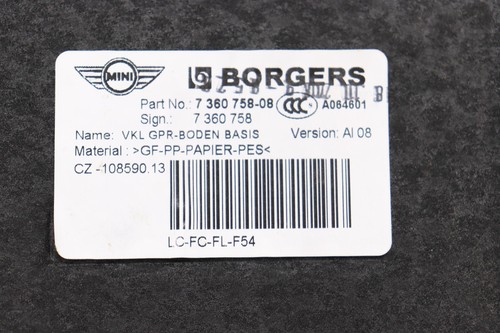 MINI BORGERS
Part No.: 7 360 758-08 CCC A064601
Sign.: 7 360 758
Name: VKL GPR-BODEN BASIS Version: AI 08
Material : >GF-PP-PAPIER-PES<
CZ -108590.13
LC-FC-FL-F54